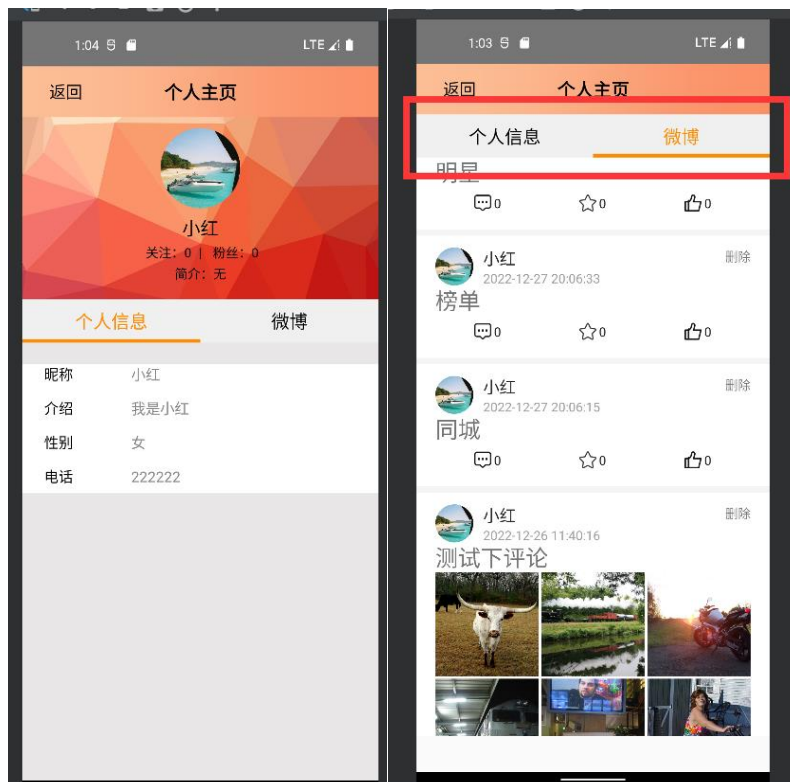 1:04
LTE
返回
个人主页
小红
关注：0 | 粉丝：0
简介：无
个人信息
微博
昵称
小红
介绍
我是小红
性别
女
电话
222222
1:03
LTE
返回
个人主页
个人信息
微博
明星
0
0
0
小红
删除
2022-12-27 20:06:33
榜单
0
0
0
小红
删除
2022-12-27 20:06:15
同城
0
0
0
小红
删除
2022-12-26 11:40:16
测试下评论